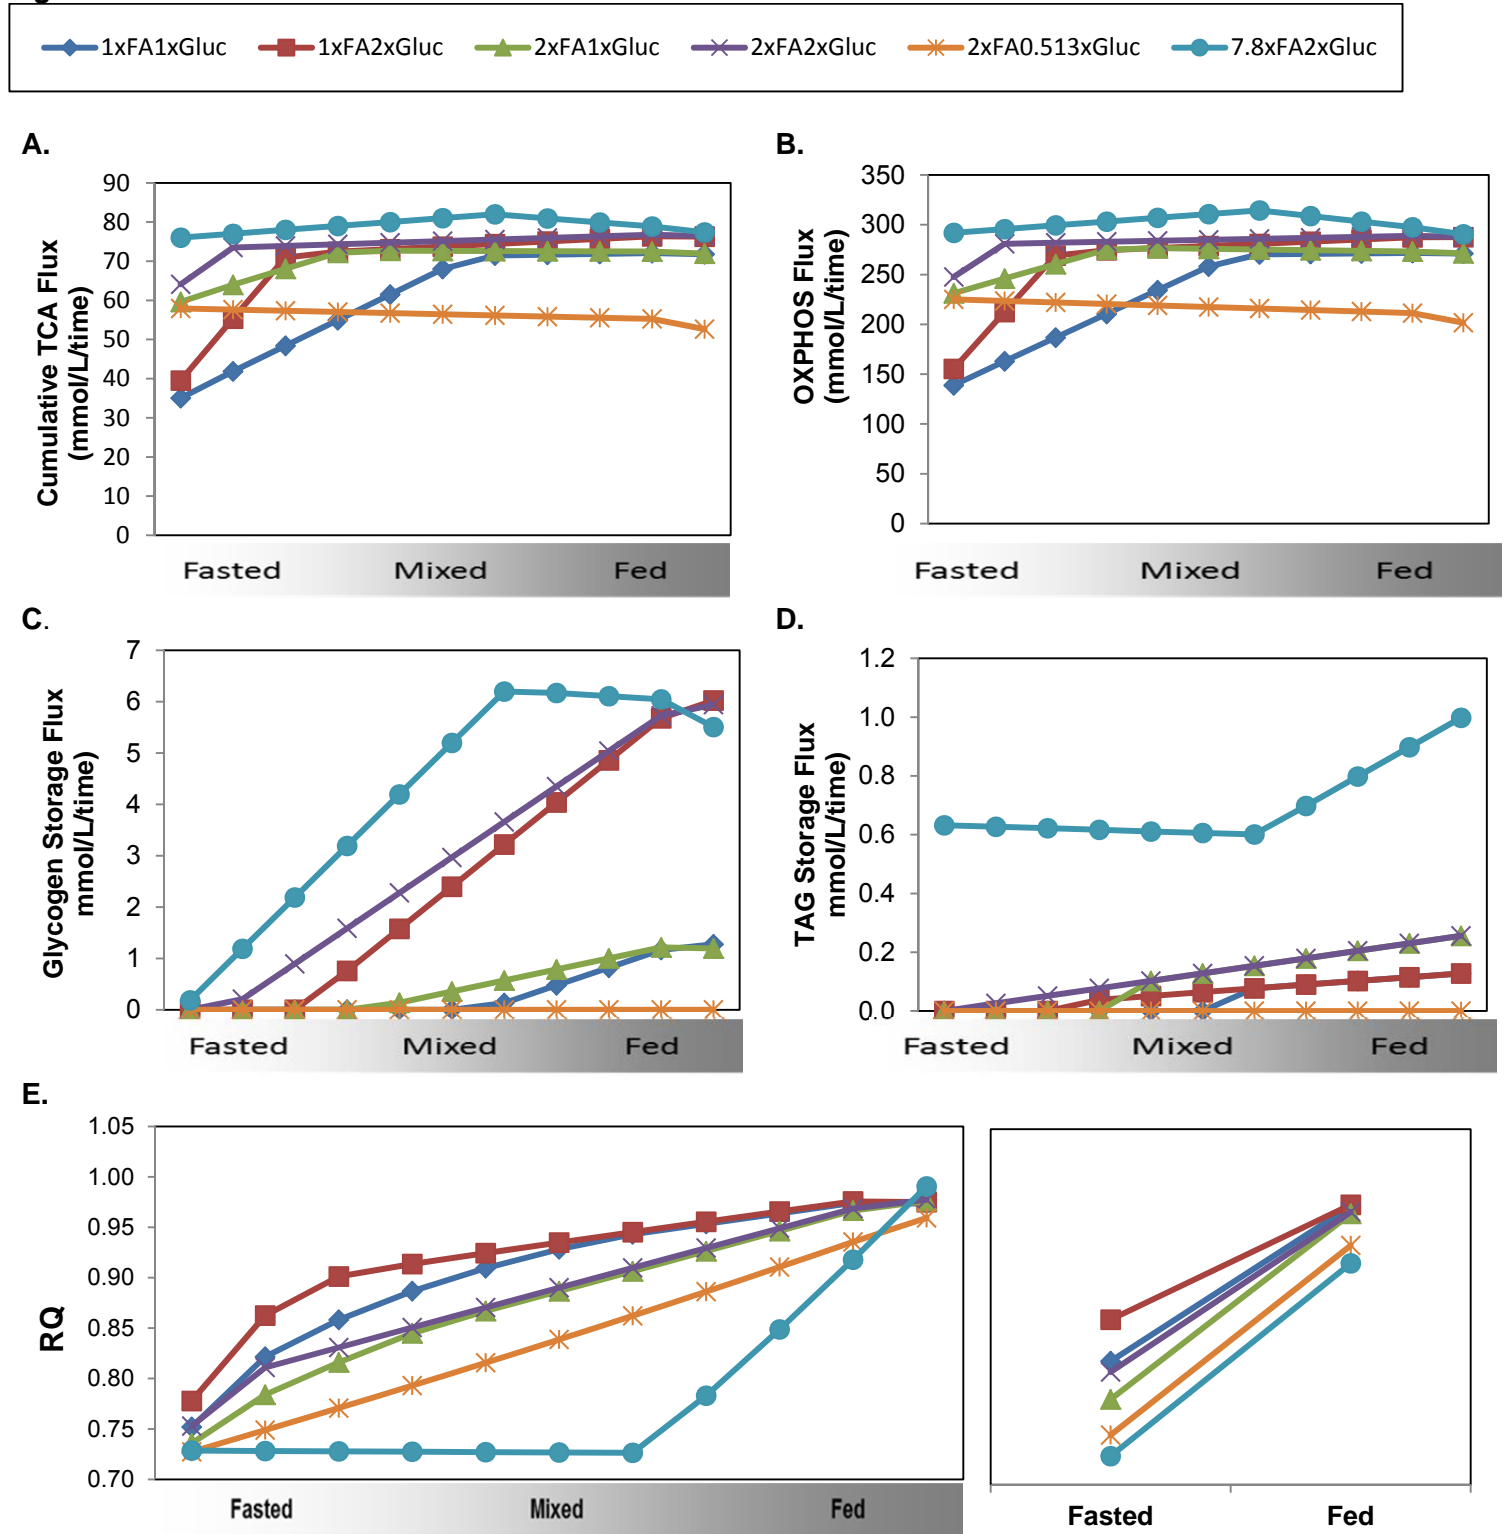 1xFA1xGluc 1xFA2xGluc 2xFA1xGluc 2xFA2xGluc 2xFA0.513xGluc 7.8xFA2xGluc
A.
Cumulative TCA Flux
(mmol/L/time)
90
80
70
60
50
40
30
20
10
0
Fasted Mixed Fed
B.
OXPHOS Flux
(mmol/L/time)
350
300
250
200
150
100
50
0
Fasted Mixed Fed
C.
Glycogen Storage Flux
mmol/L/time)
7
6
5
4
3
2
1
0
Fasted Mixed Fed
D.
TAG Storage Flux
mmol/L/time)
1.2
1.0
0.8
0.6
0.4
0.2
0.0
Fasted Mixed Fed
E.
RQ
1.05
1.00
0.95
0.90
0.85
0.80
0.75
0.70
Fasted Mixed Fed
Fasted Fed